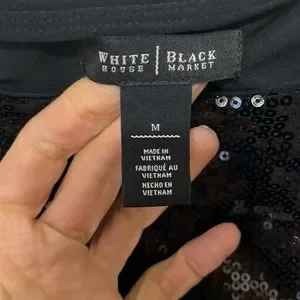 WHITE | BLACK
HOUSE | MARKET
M
MADE IN
VIETNAM
FABRIQUÉ AU
VIETNAM
HECHO EN
VIETNAM